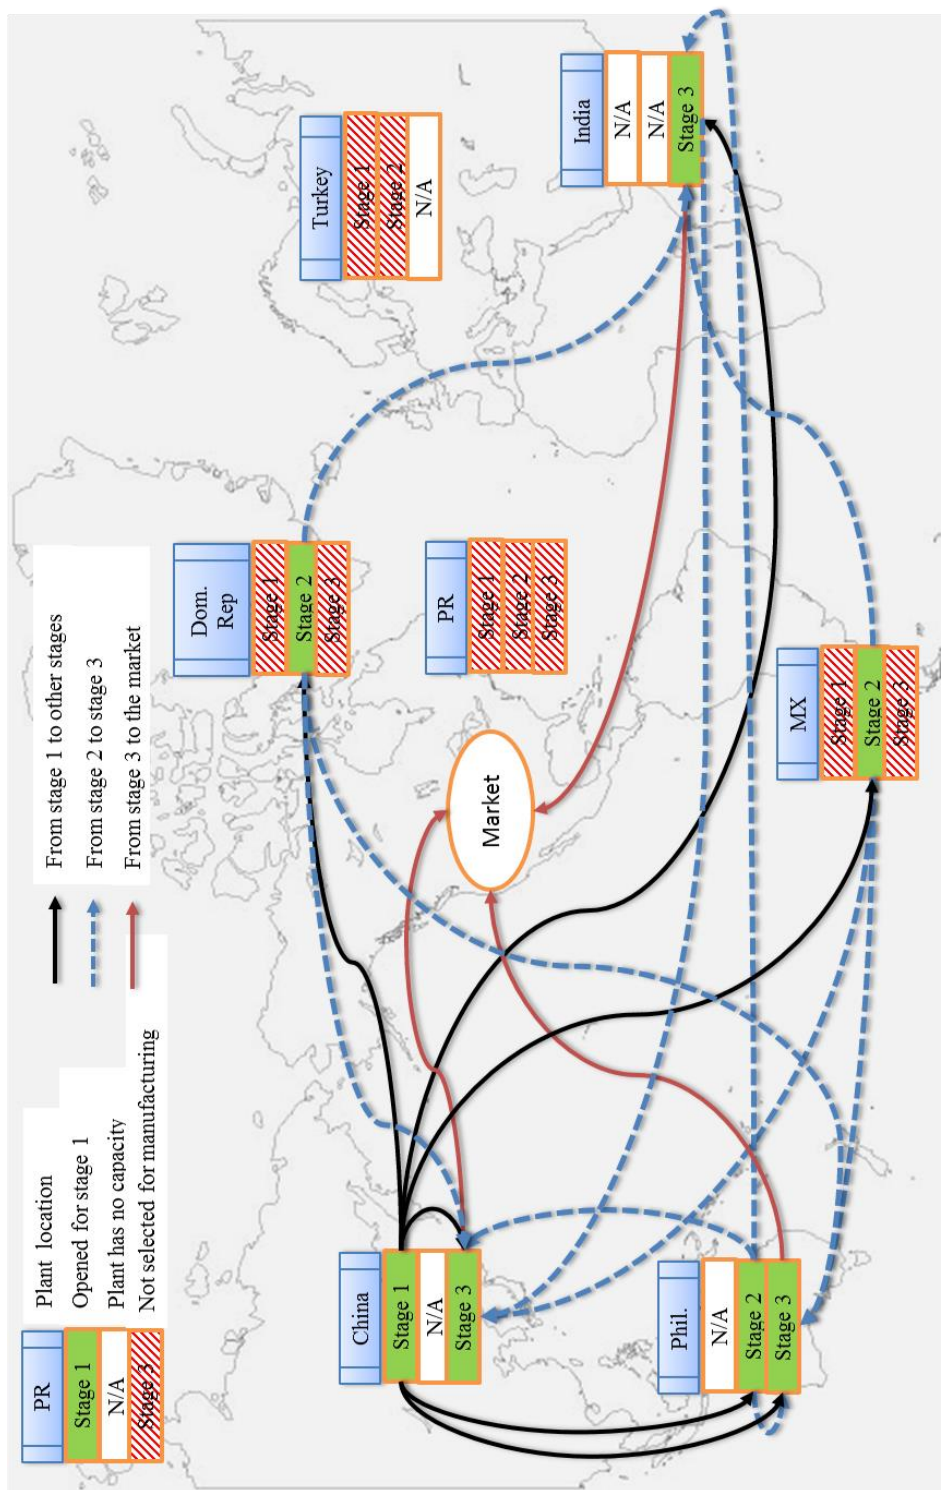 PR
Stage 1
N/A
Stage 3
Plant location
Opened for stage 1
Plant has no capacity
Not selected for manufacturing
From stage 1 to other stages
From stage 2 to stage 3
From stage 3 to the market
China
Stage 1
N/A
Stage 3
Phil.
N/A
Stage 2
Stage 3
Market
Dom.
Rep
Stage 1
Stage 2
Stage 3
PR
Stage 1
Stage 2
Stage 3
MX
Stage 1
Stage 2
Stage 3
Turkey
Stage 1
Stage 2
N/A
India
N/A
N/A
Stage 3